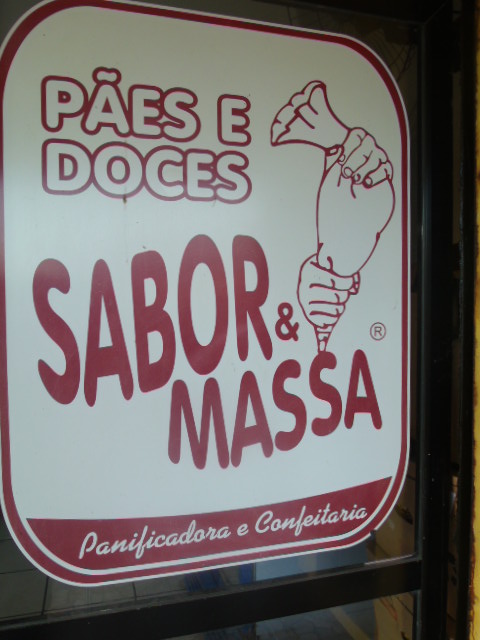 PÃES E
DOCES
SABOR &
MASSA
®
Panificadora e Confeitaria